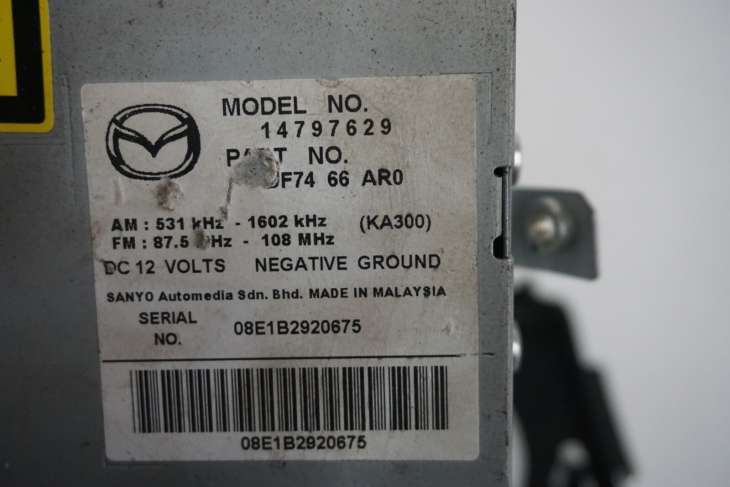 MODEL NO.
14797629
NO.
F74 66 AR0
AM : 531 kHz - 1602 kHz (KA300)
FM : 87.5 - 108 MHz
DC 12 VOLTS NEGATIVE GROUND
SANYO Automedia Sdn. Bhd. MADE IN MALAYSIA
SERIAL NO. 08E1B2920675
08E1B2920675